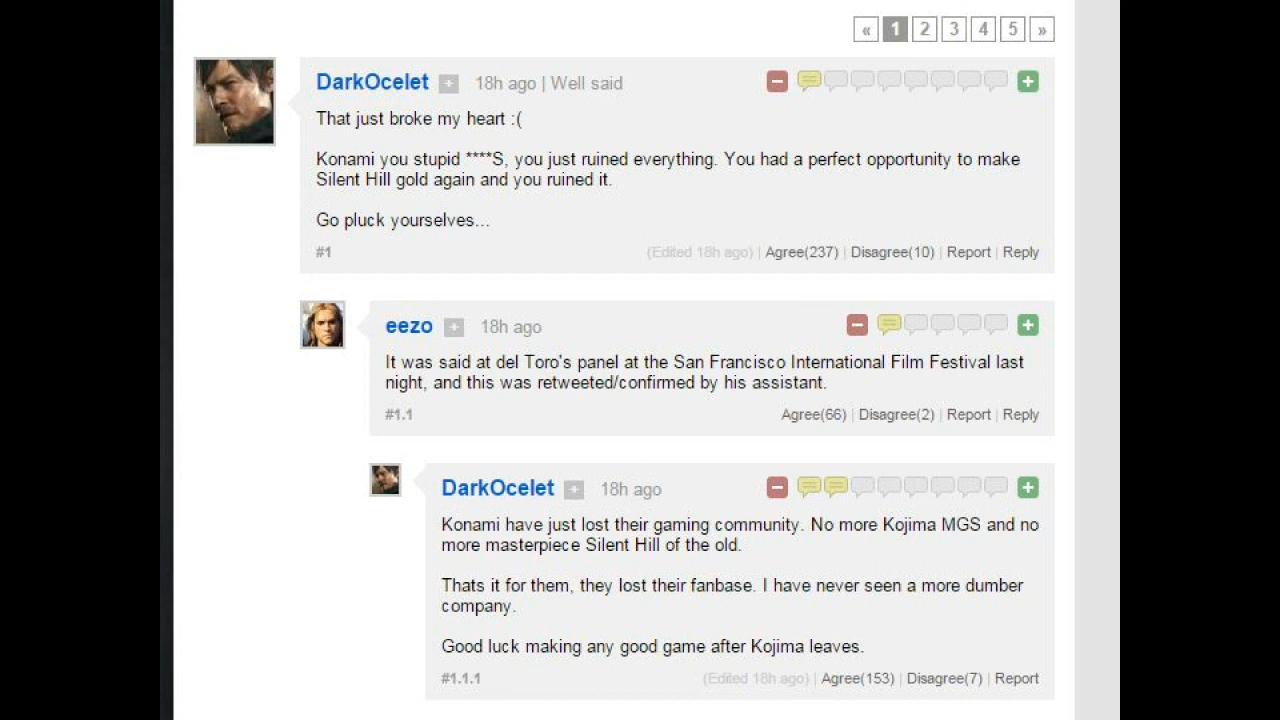 « 1 2 3 4 5 »
DarkOcelet + 18h ago | Well said
That just broke my heart :(
Konami you stupid ****S, you just ruined everything. You had a perfect opportunity to make
Silent Hill gold again and you ruined it.
Go pluck yourselves...
#1 (Edited 18h ago) | Agree(237) | Disagree(10) | Report | Reply
eezo + 18h ago
It was said at del Toro's panel at the San Francisco International Film Festival last
night, and this was retweeted/confirmed by his assistant.
#1.1 Agree(66) | Disagree(2) | Report | Reply
DarkOcelet + 18h ago
Konami have just lost their gaming community. No more Kojima MGS and no
more masterpiece Silent Hill of the old.
Thats it for them, they lost their fanbase. I have never seen a more dumber
company.
Good luck making any good game after Kojima leaves.
#1.1.1 (Edited 18h ago) | Agree(153) | Disagree(7) | Report